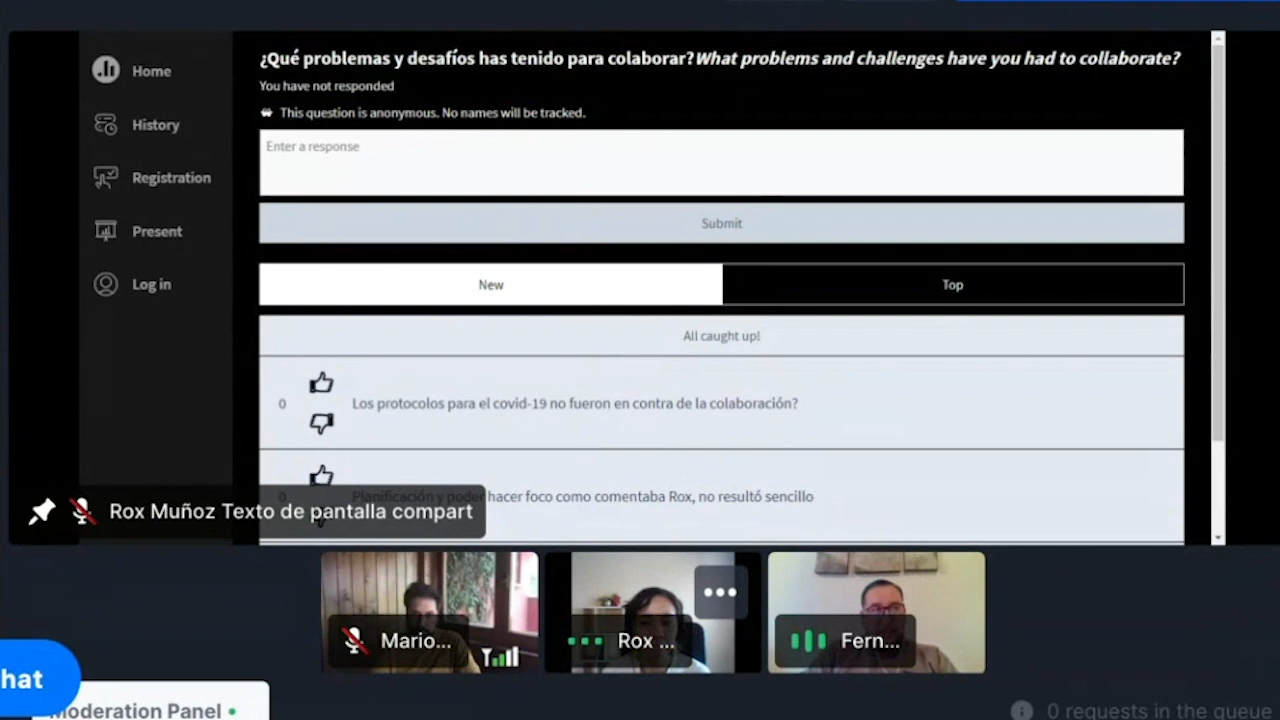 Home
History
Registration
Present
Log in
¿Qué problemas y desafíos has tenido para colaborar? What problems and challenges have you had to collaborate?
You have not responded
This question is anonymous. No names will be tracked.
Enter a response
Submit
New
Top
All caught up!
0
Los protocolos para el covid-19 no fueron en contra de la colaboración?
0
Planificación y poder hacer foco como comentaba Rox, no resultó sencillo
Rox Muñoz Texto de pantalla compart
Mario...
Rox ...
Fern...
hat
Moderation Panel
0 requests in the queue